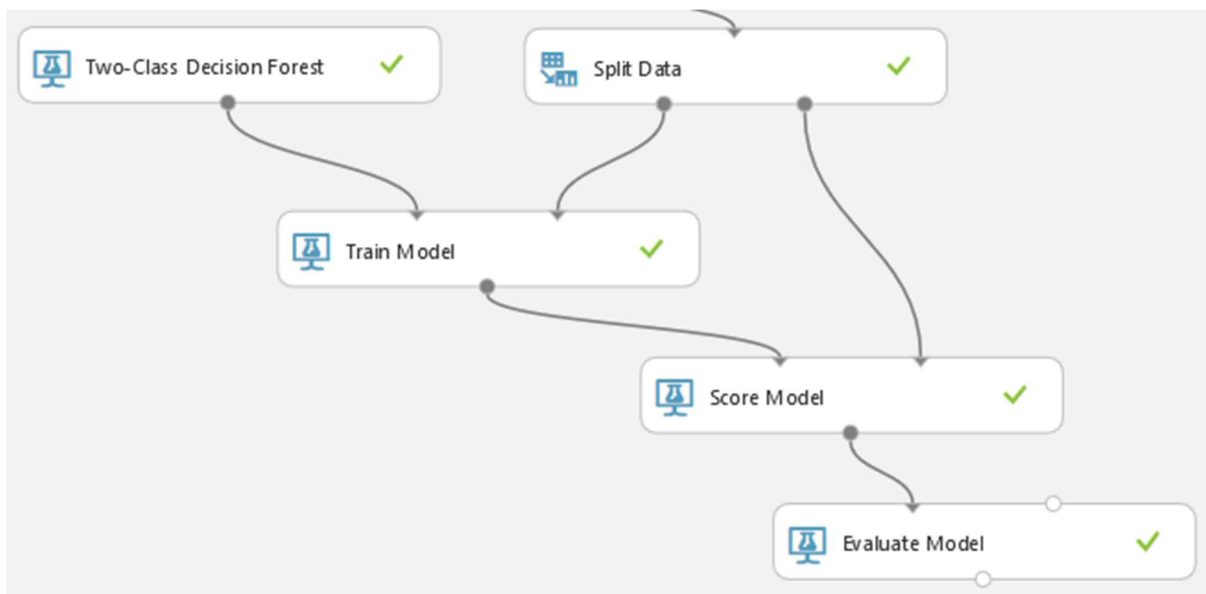 Two-Class Decision Forest
Split Data
Train Model
Score Model
Evaluate Model